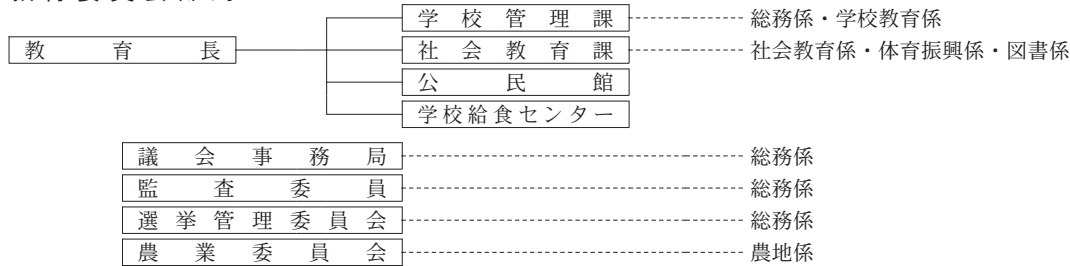 学校管理課 総務係・学校教育係
教育長 社会教育課 社会教育係・体育振興係・図書係
公民館
学校給食センター
議会事務局 総務係
監査委員 総務係
選挙管理委員会 総務係
農業委員会 農地係